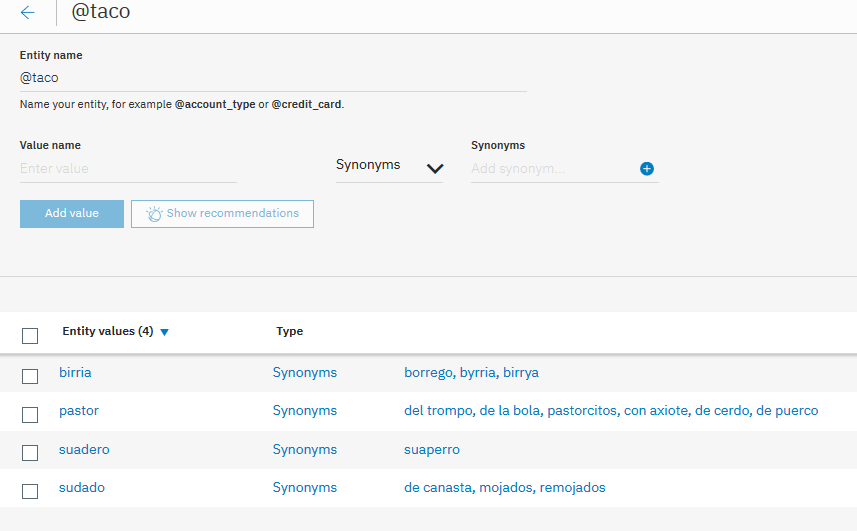 @taco
Entity name
@taco
Name your entity, for example @account_type or @credit_card.
Value name
Synonyms
Enter value
Synonyms
Add synonym...
Add value
Show recommendations
Entity values (4) Type
birria Synonyms borrego, byrria, birrya
pastor Synonyms del trompo, de la bola, pastorcitos, con axiote, de cerdo, de puerco
suadero Synonyms suaperro
sudado Synonyms de canasta, mojados, remojados